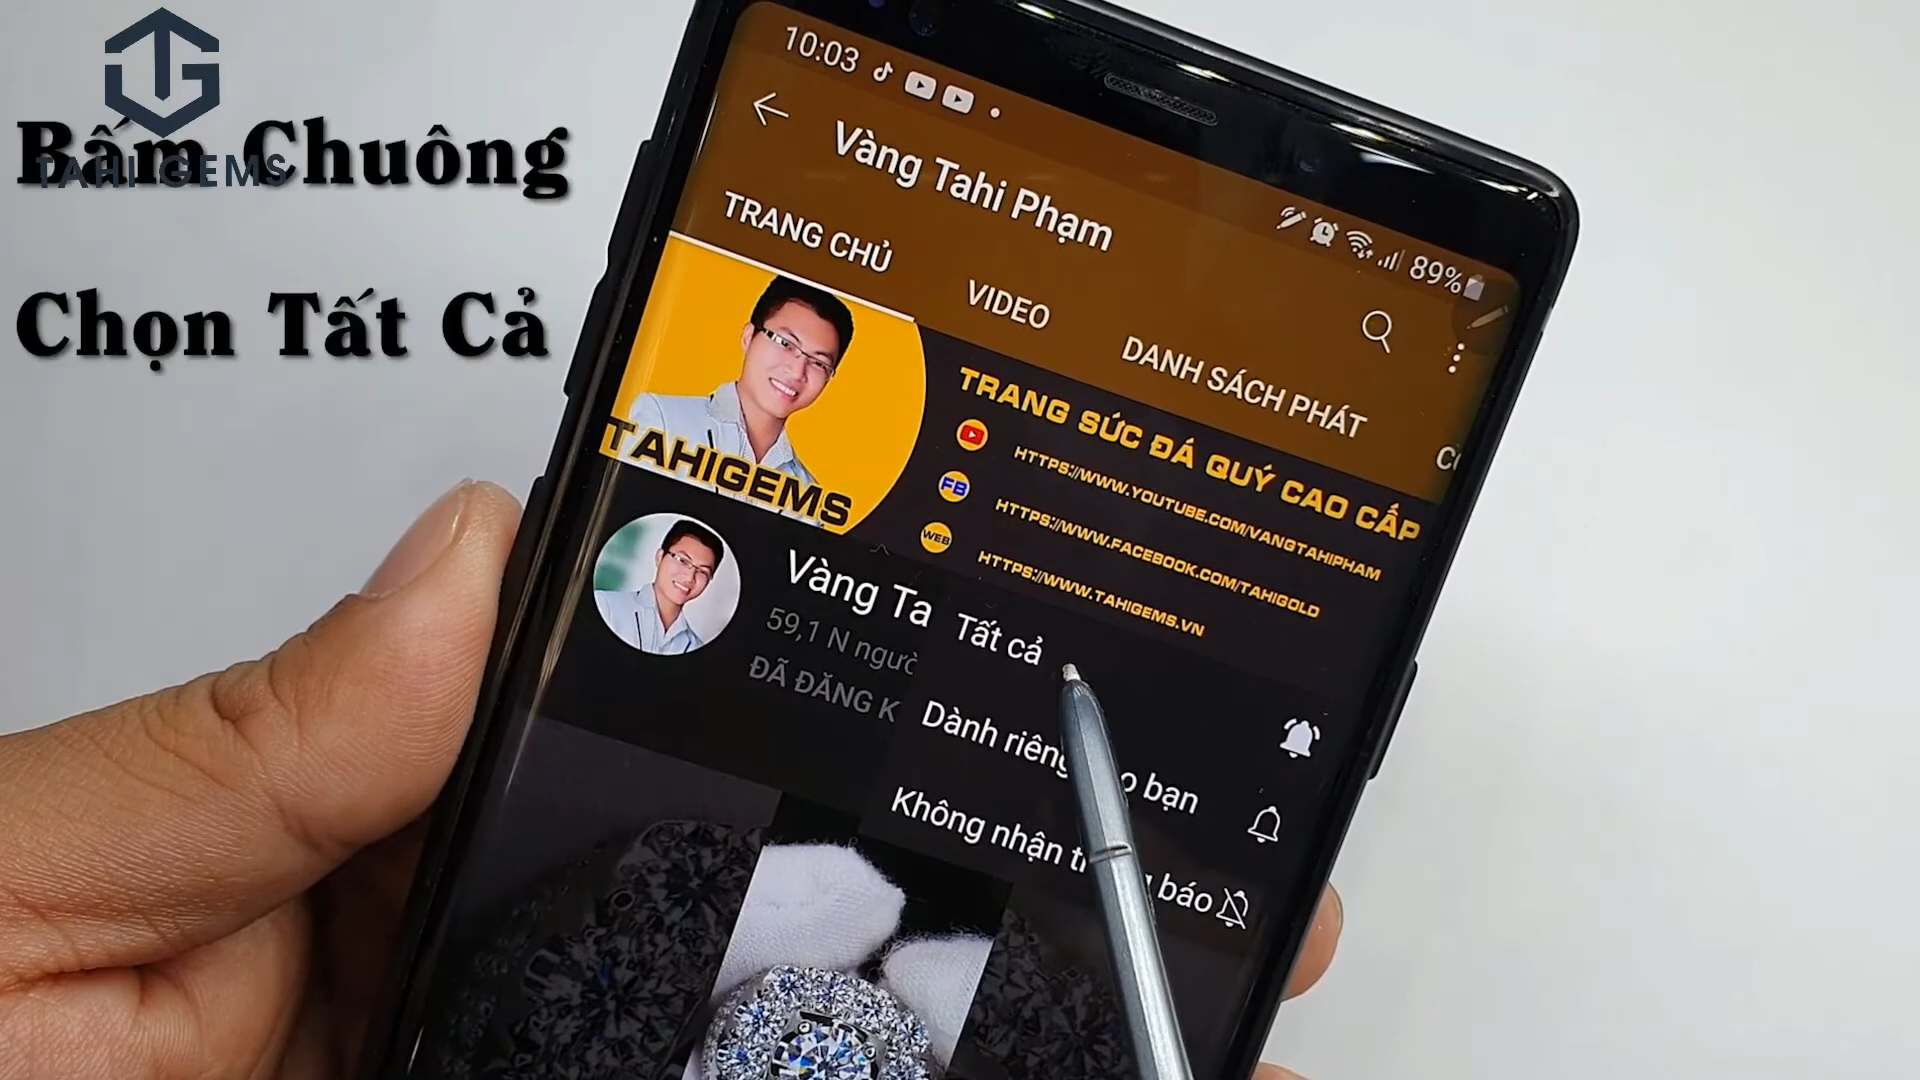 TAHI GEMS
Bấm Chuông
Chọn Tất Cả
10:03
89%
Vàng Tahi Phạm
TRANG CHỦ
VIDEO
DANH SÁCH PHÁT
TAHIGEMS
TRANG SỨC ĐÁ QUÝ CAO CẤP
HTTPS://WWW.YOUTUBE.COM/VANGTAHIPHAM
FB HTTPS://WWW.FACEBOOK.COM/TAHIGOLD
WEB HTTPS://WWW.TAHIGEMS.VN
Vàng Ta
59,1 N
ĐÃ ĐĂNG K
Tất cả
Dành riêng bạn
Không nhận báo